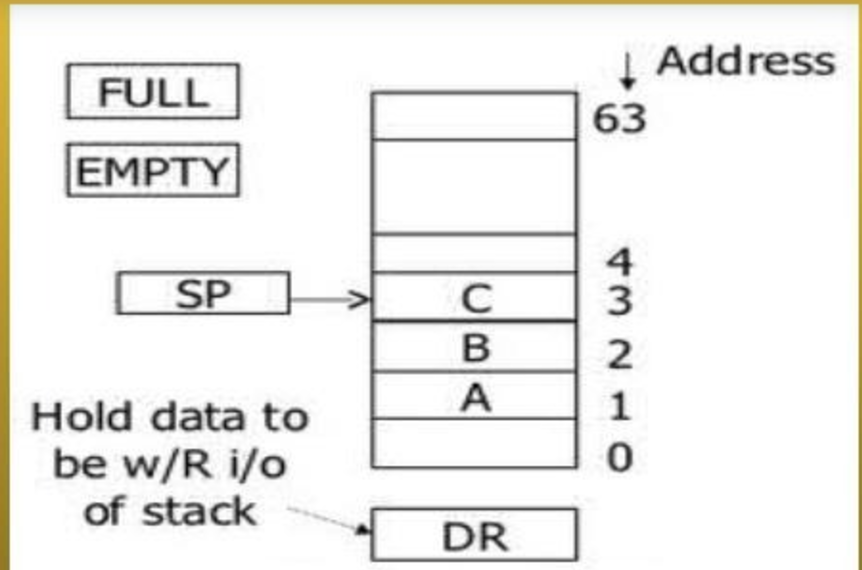 FULL
EMPTY
SP
Hold data to
be w/R i/o
of stack
Address
63
4
C 3
B 2
A 1
0
DR